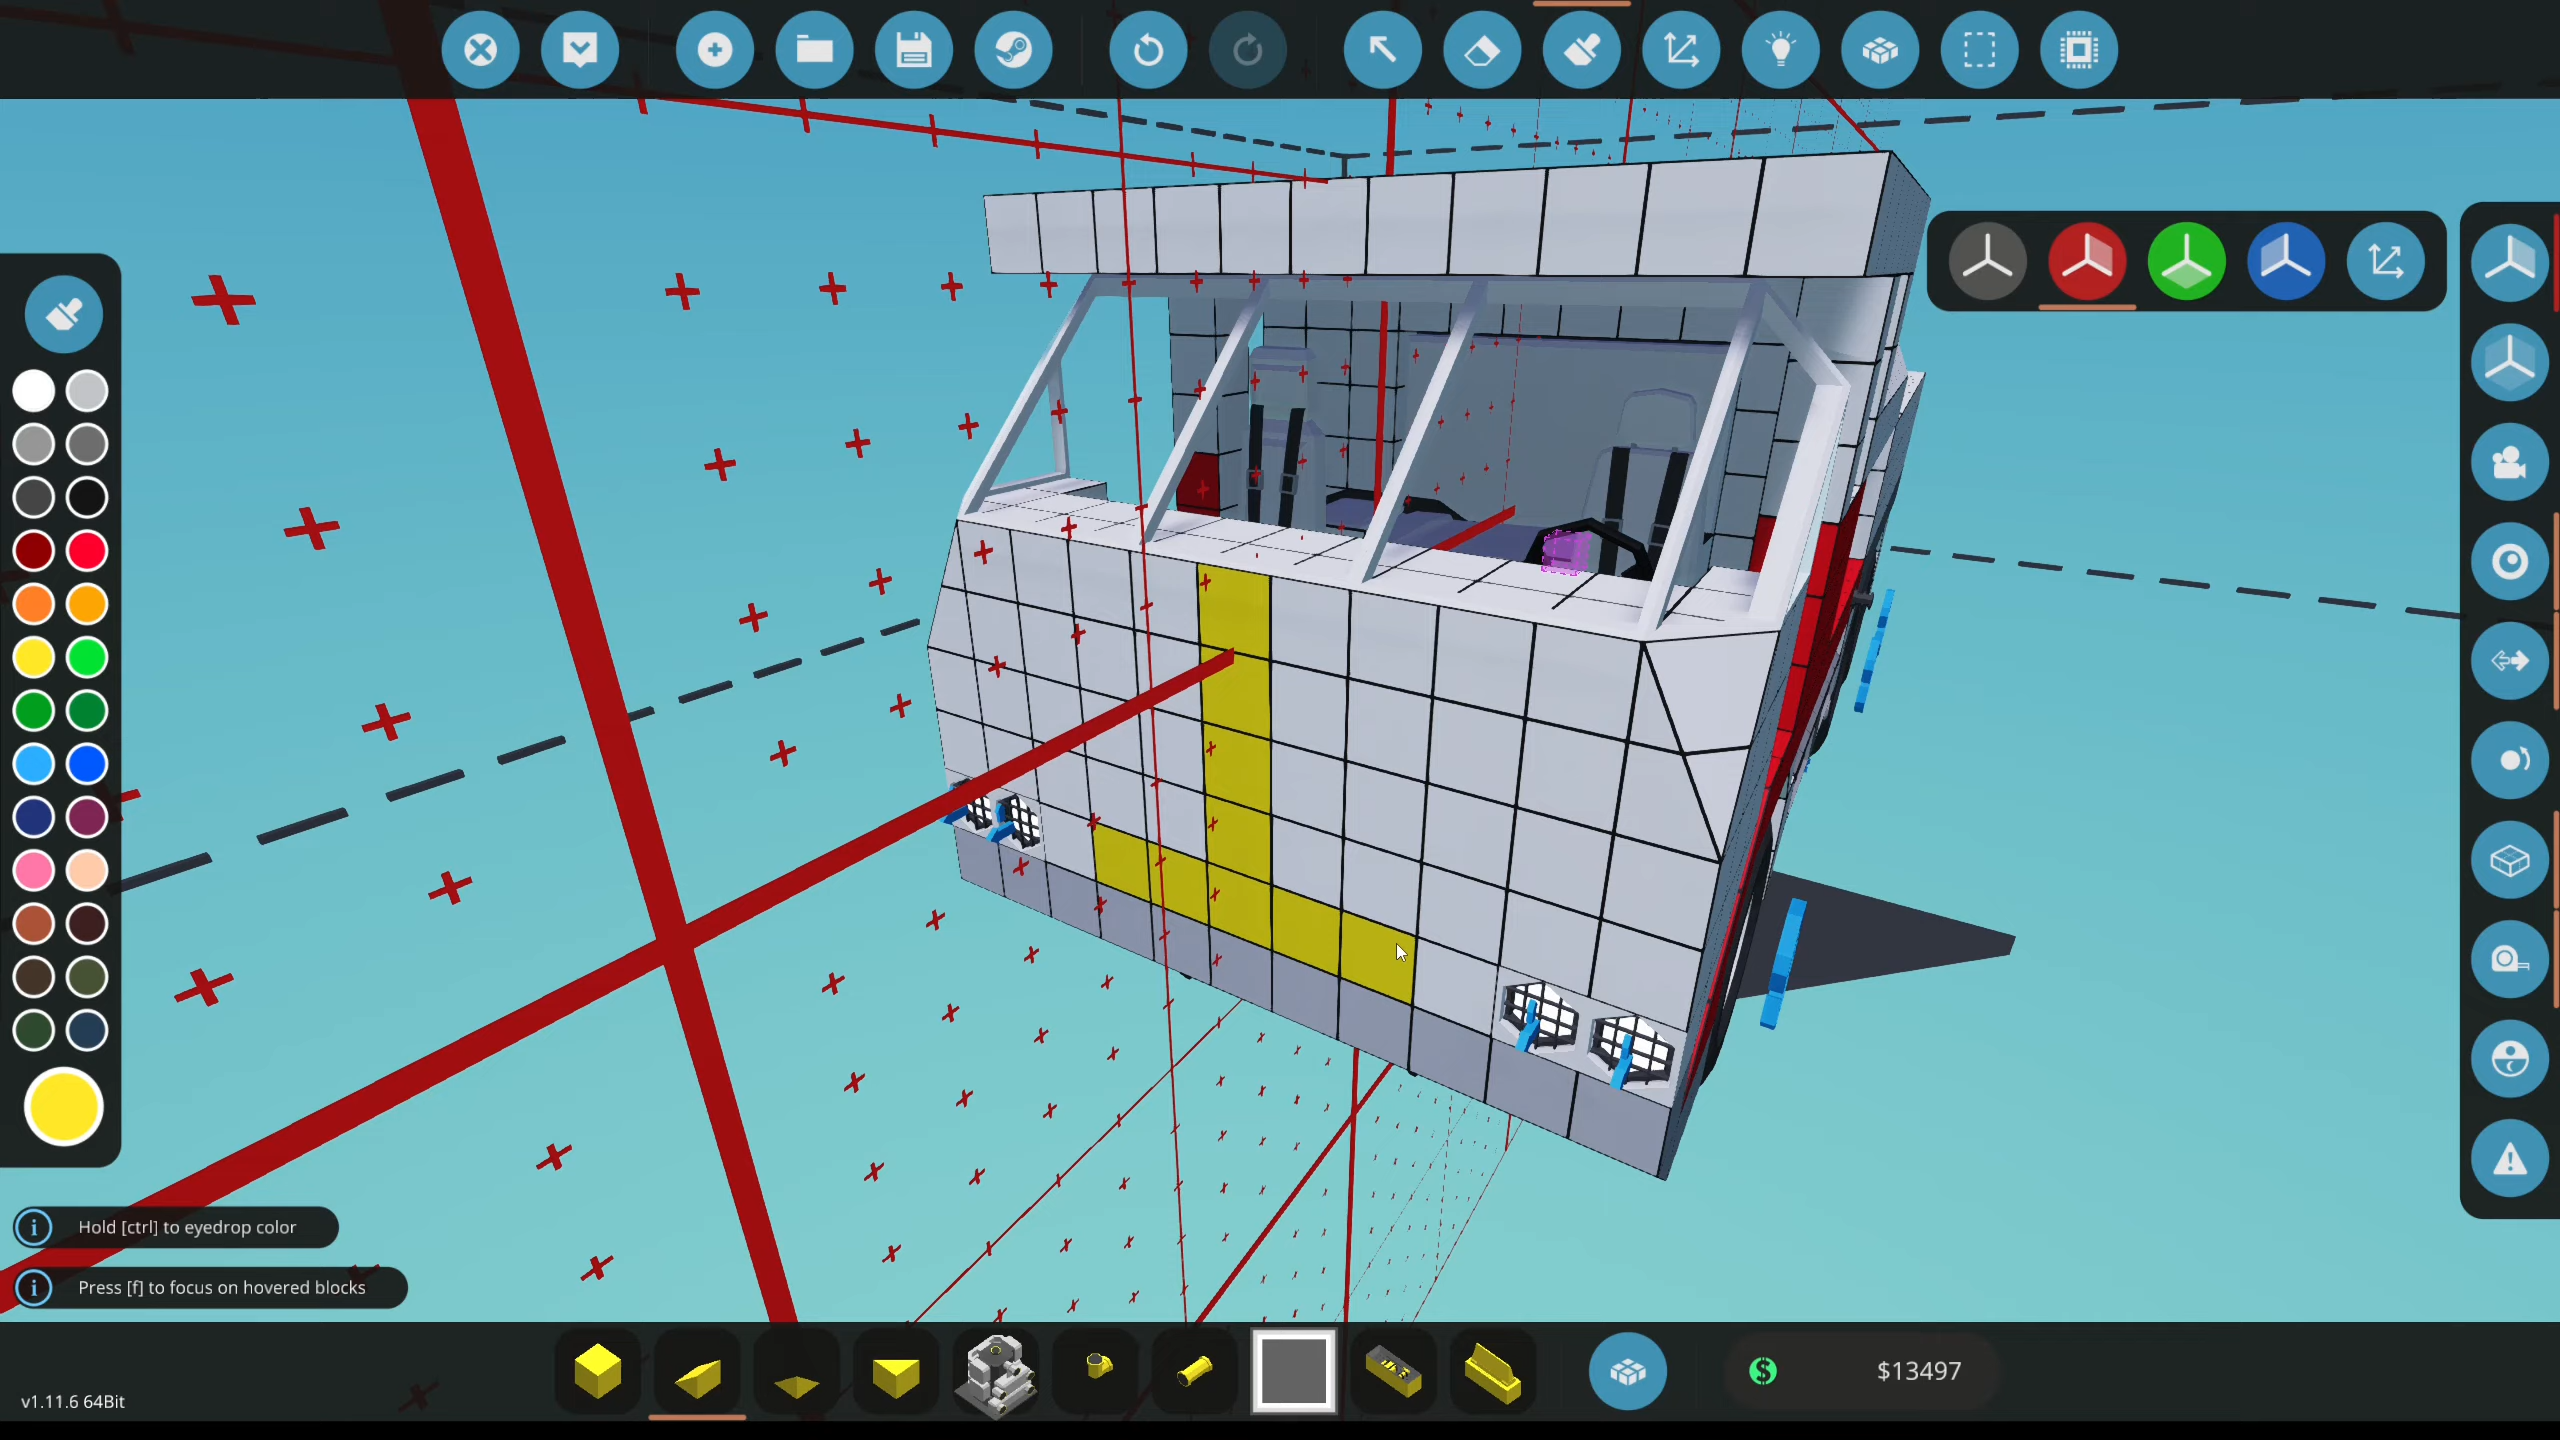 Hold [ctrl] to eyedrop color
Press [f] to focus on hovered blocks
$13497
v1.11.6 64Bit